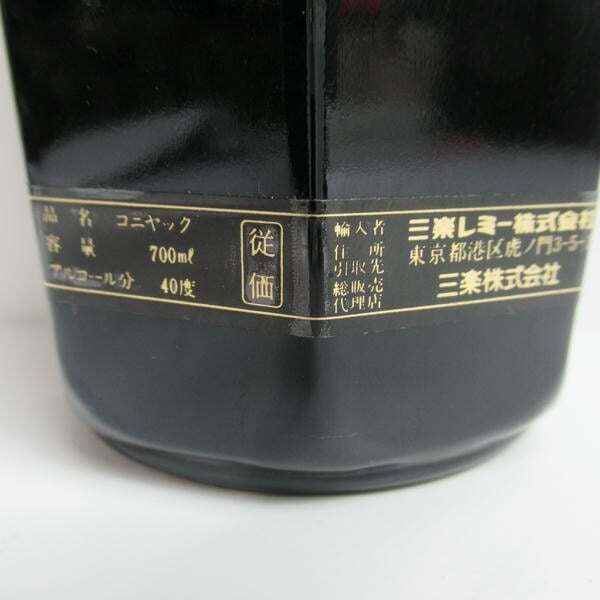 品名 コニヤック
容量 700ml
アルコール分 40度
従価
輸入者 三楽レミー株式会社
住所 東京都港区虎ノ門3-5-
引取先
総販売
代理店 三楽株式会社